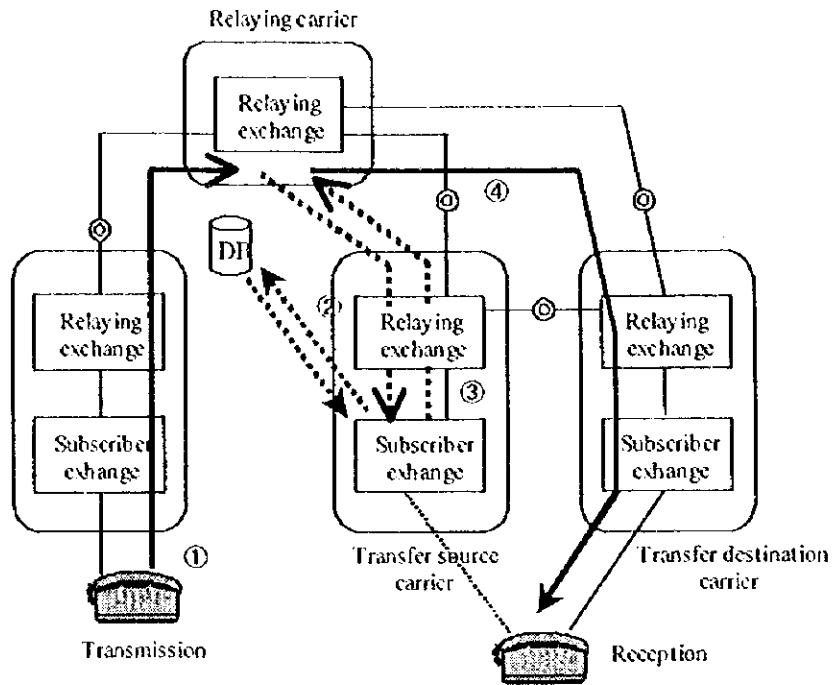 Relaying carrier
Relaying
exchange
④
DB
②
Relaying
exchange
Relaying
exchange
Relaying
exchange
③
Subscriber
exhange
Subscriber
exhange
Subscriber
exhange
①
Transfer source
carrier
Transfer destination
carrier
Transmission
Reception